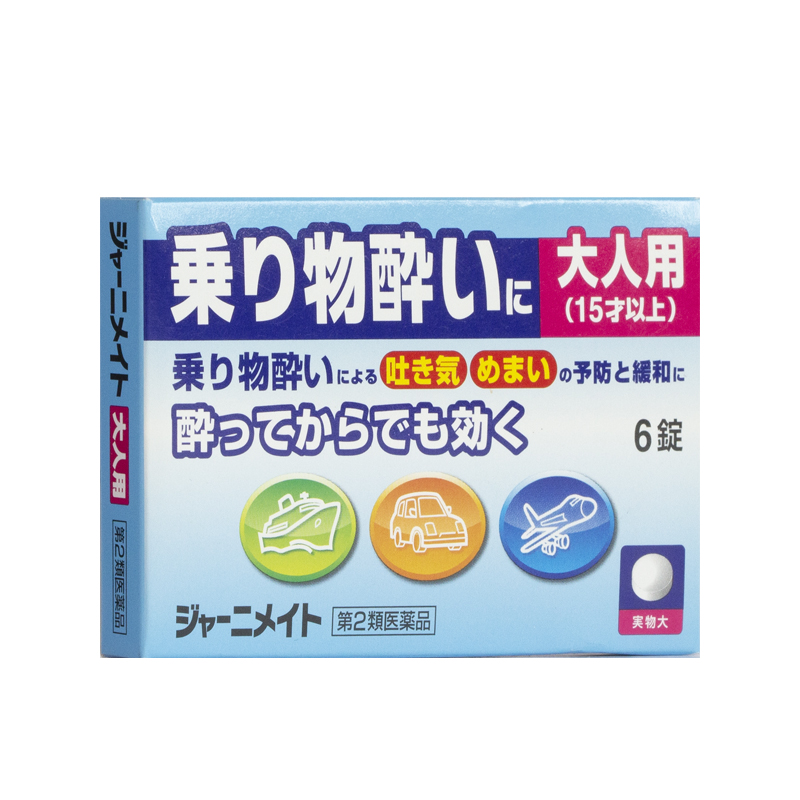 乗り物酔いに
大人用
(15才以上)
乗り物酔いによる 吐き気 めまい の予防と緩和に
酔ってからでも効く
6錠
ジャーニメイト 第2類医薬品
実物大
ジャーニメイト 大人用 第2類医薬品